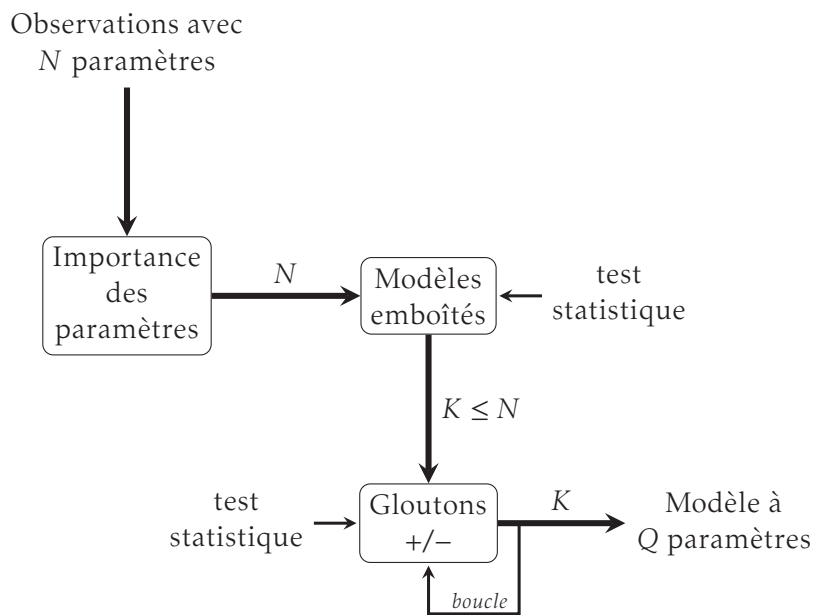 Observations avec
N paramètres
Importance
des
paramètres
N
Modèles
emboîtés
test
statistique
K ≤ N
test
statistique
Gloutons
+/−
K
Modèle à
Q paramètres
boucle